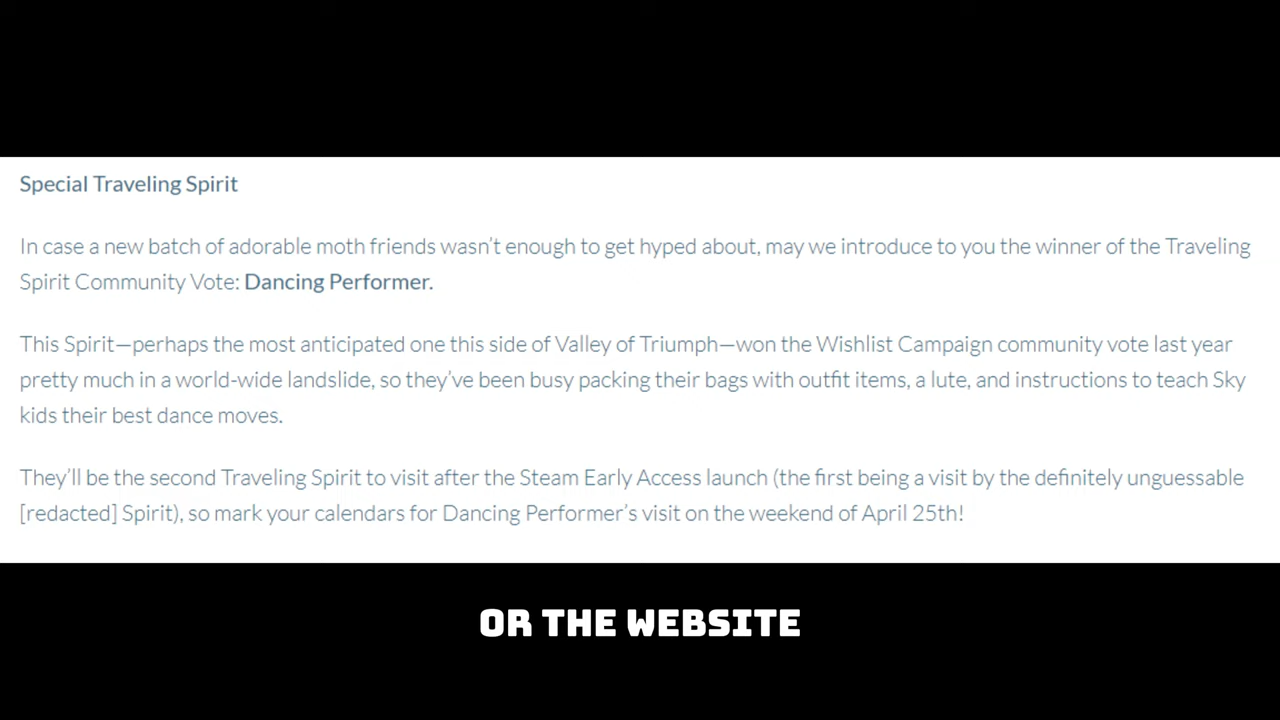 Special Traveling Spirit
In case a new batch of adorable moth friends wasn't enough to get hyped about, may we introduce to you the winner of the Traveling
Spirit Community Vote: Dancing Performer.
This Spirit—perhaps the most anticipated one this side of Valley of Triumph—won the Wishlist Campaign community vote last year
pretty much in a world-wide landslide, so they've been busy packing their bags with outfit items, a lute, and instructions to teach Sky
kids their best dance moves.
They'll be the second Traveling Spirit to visit after the Steam Early Access launch (the first being a visit by the definitely unguessable
[redacted] Spirit), so mark your calendars for Dancing Performer's visit on the weekend of April 25th!
OR THE WEBSITE